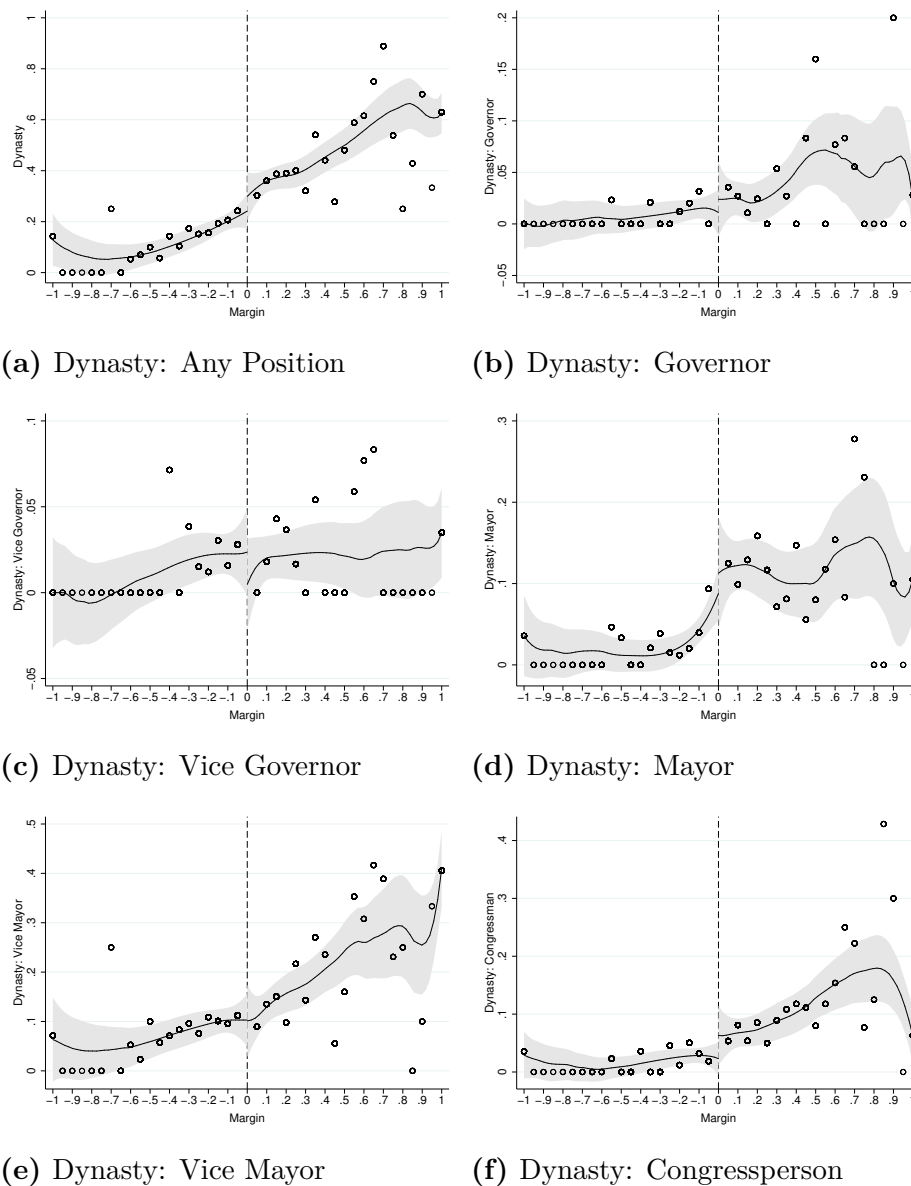 1
.8
.6
.4
.2
0
Dynasty
−1 −.9 −.8 −.7 −.6 −.5 −.4 −.3 −.2 −.1 0 .1 .2 .3 .4 .5 .6 .7 .8 .9 1
Margin
(a) Dynasty: Any Position
.2
.15
.1
.05
0
−.05
Dynasty: Governor
−1 −.9 −.8 −.7 −.6 −.5 −.4 −.3 −.2 −.1 0 .1 .2 .3 .4 .5 .6 .7 .8 .9
Margin
(b) Dynasty: Governor
.1
.05
0
−.05
Dynasty: Vice Governor
−1 −.9 −.8 −.7 −.6 −.5 −.4 −.3 −.2 −.1 0 .1 .2 .3 .4 .5 .6 .7 .8 .9 1
Margin
(c) Dynasty: Vice Governor
.3
.2
.1
0
Dynasty: Mayor
−1 −.9 −.8 −.7 −.6 −.5 −.4 −.3 −.2 −.1 0 .1 .2 .3 .4 .5 .6 .7 .8 .9
Margin
(d) Dynasty: Mayor
.5
.4
.3
.2
.1
0
Dynasty: Vice Mayor
−1 −.9 −.8 −.7 −.6 −.5 −.4 −.3 −.2 −.1 0 .1 .2 .3 .4 .5 .6 .7 .8 .9 1
Margin
(e) Dynasty: Vice Mayor
.4
.3
.2
.1
0
Dynasty: Congressman
−1 −.9 −.8 −.7 −.6 −.5 −.4 −.3 −.2 −.1 0 .1 .2 .3 .4 .5 .6 .7 .8 .9
Margin
(f) Dynasty: Congressperson